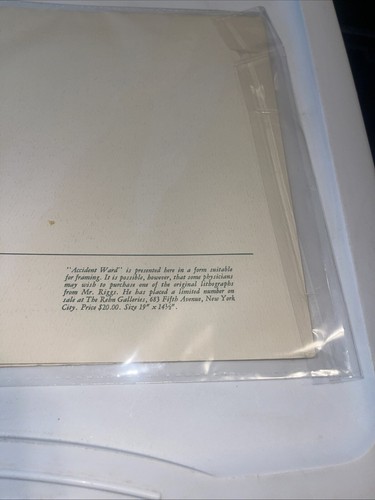 "Accident Ward" is presented here in a form suitable
for framing. It is possible, however, that some physicians
may wish to purchase one of the original lithographs
from Mr. Riggs. He has placed a limited number on
sale at The Rehn Galleries, 683 Fifth Avenue, New York
City. Price $20.00. Size 19" x 14½".